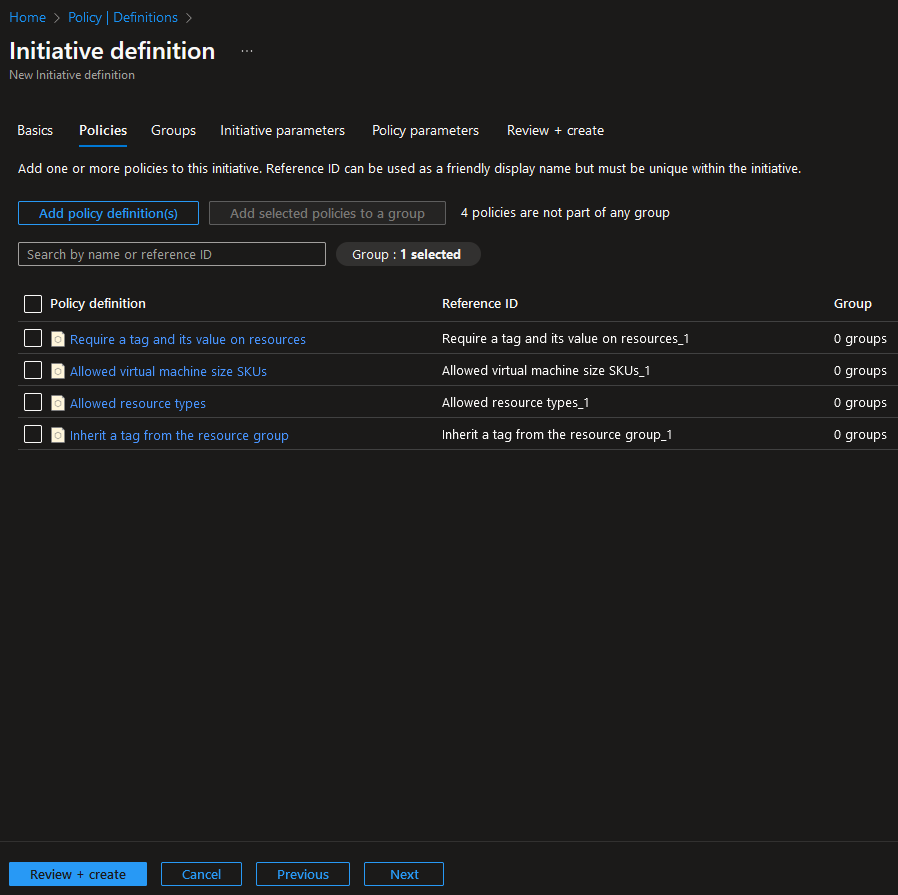 Home > Policy | Definitions >
Initiative definition ...
New Initiative definition
Basics Policies Groups Initiative parameters Policy parameters Review + create
Add one or more policies to this initiative. Reference ID can be used as a friendly display name but must be unique within the initiative.
Add policy definition(s) Add selected policies to a group 4 policies are not part of any group
Search by name or reference ID Group : 1 selected
Policy definition Reference ID Group
Require a tag and its value on resources Require a tag and its value on resources_1 0 groups
Allowed virtual machine size SKUs Allowed virtual machine size SKUs_1 0 groups
Allowed resource types Allowed resource types_1 0 groups
Inherit a tag from the resource group Inherit a tag from the resource group_1 0 groups
Review + create Cancel Previous Next